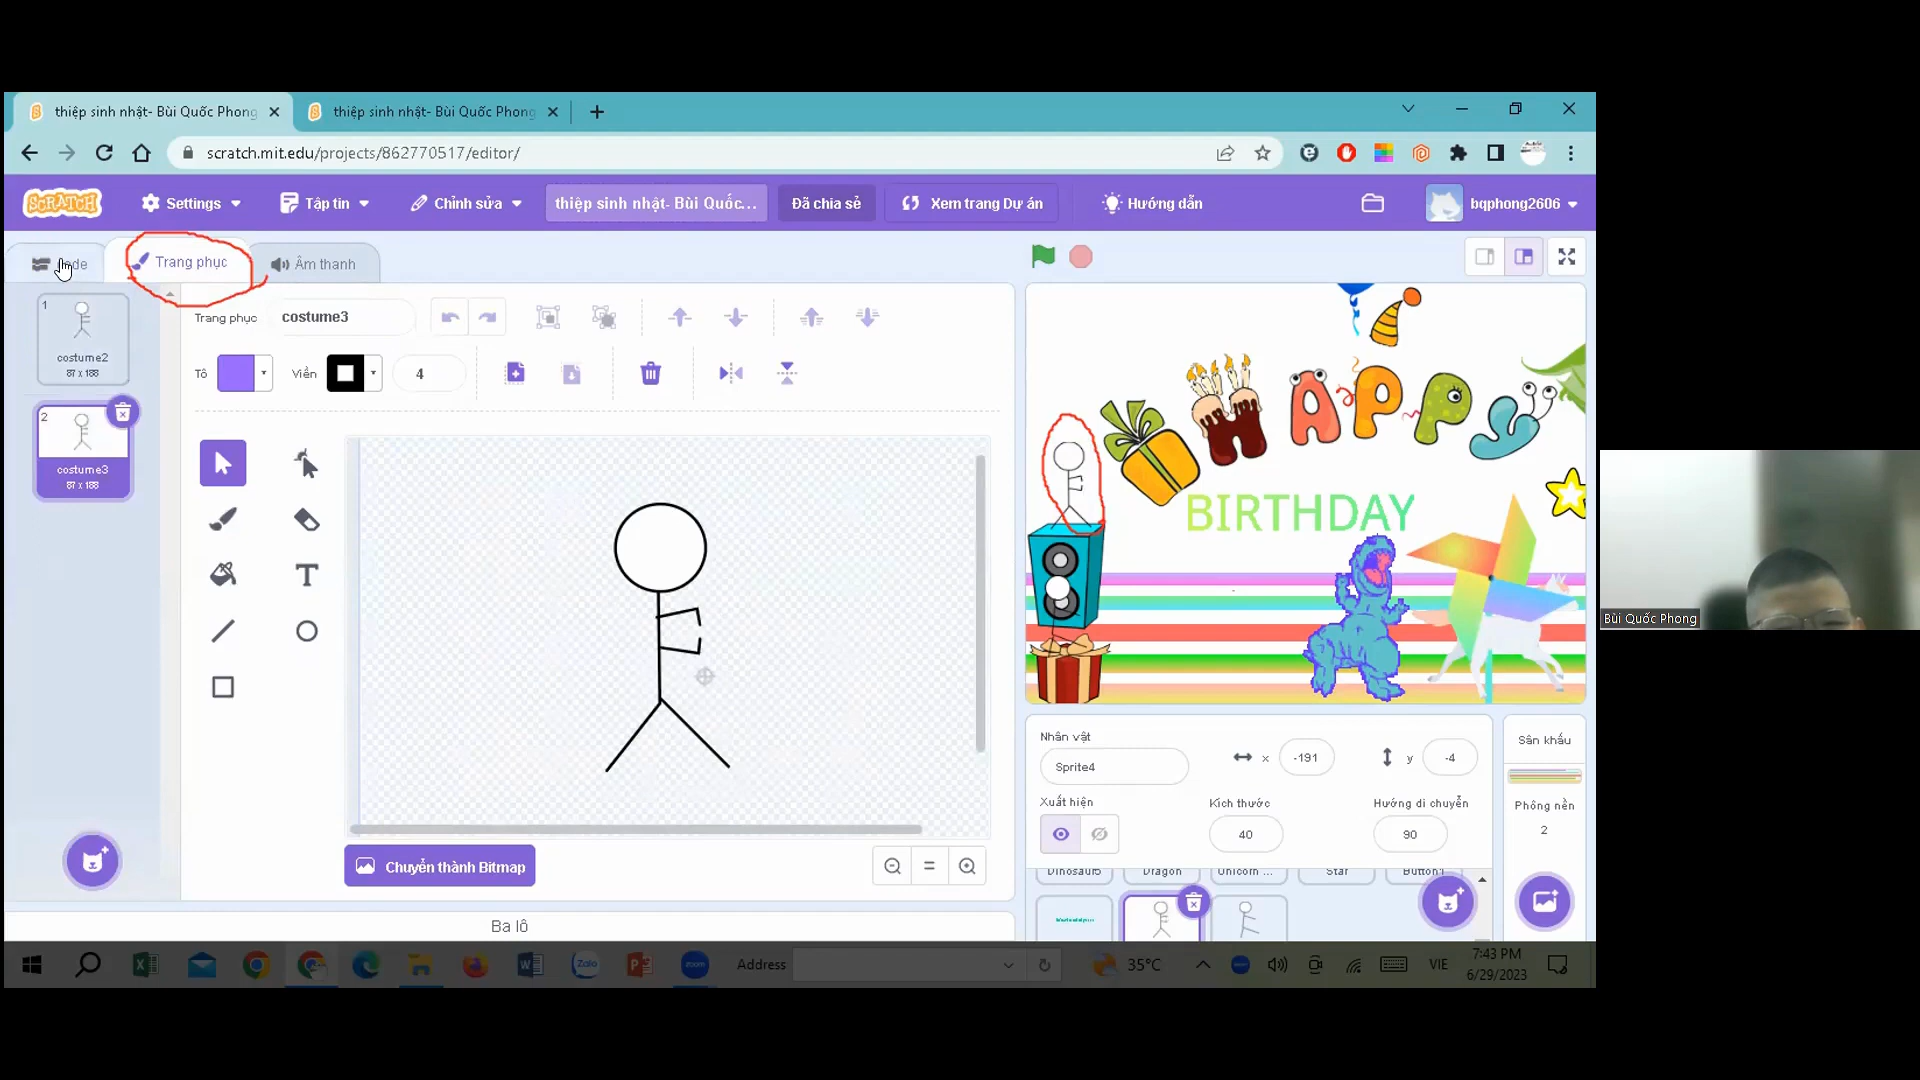 thiệp sinh nhật- Bùi Quốc Phong
thiệp sinh nhật- Bùi Quốc Phong
scratch.mit.edu/projects/862770517/editor/
SCRATCH
Settings
Tập tin
Chỉnh sửa
thiệp sinh nhật- Bùi Quốc...
Đã chia sẻ
Xem trang Dự án
Hướng dẫn
bqphong2606
Trang phục
Âm thanh
1
costume2
87 x 188
2
costume3
87 x 188
Trang phục
costume3
Tô
Viền
4
T
Chuyển thành Bitmap
Ba lô
HAPPY
BIRTHDAY
Nhân vật
Sprite4
x
-191
y
-4
Xuất hiện
Kích thước
40
Hướng di chuyển
90
Sân khấu
Phông nền
2
Dinosaur5
Dragon
Unicorn ...
Star
Button1
Bùi Quốc Phong
Address
35°C
VIE
7:43 PM
6/29/2023
Zalo
zoom